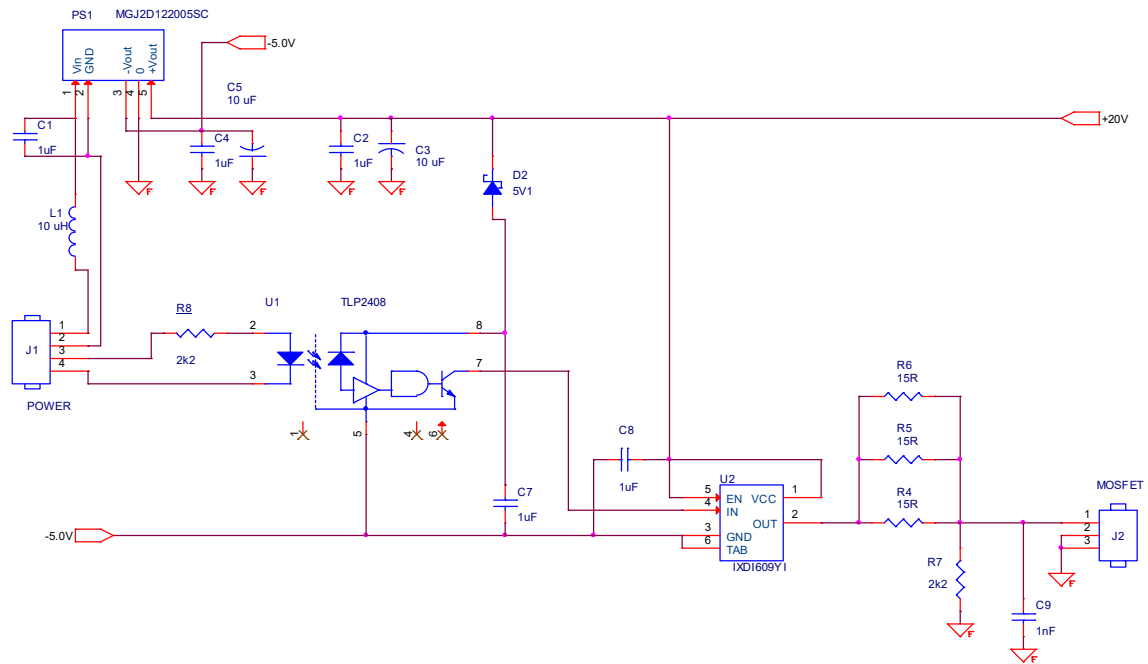 PS1 MGJ2D122005SC
-5.0V
Vin
GND
-Vout
0
+Vout
1
2
3
4
5
C5
10 uF
C1
1uF
C4
1uF
C2
1uF
C3
10 uF
+20V
F
F
F
F
F
D2
5V1
L1
10 uH
R8
2k2
U1
TLP2408
2
3
8
7
1
5
4
6
J1
1
2
3
4
POWER
R6
15R
R5
15R
R4
15R
C8
1uF
C7
1uF
-5.0V
U2
5
4
3
6
EN
IN
GND
TAB
VCC
OUT
1
2
IXDI609YI
MOSFET
1
2
3
J2
R7
2k2
C9
1nF
F
F
F